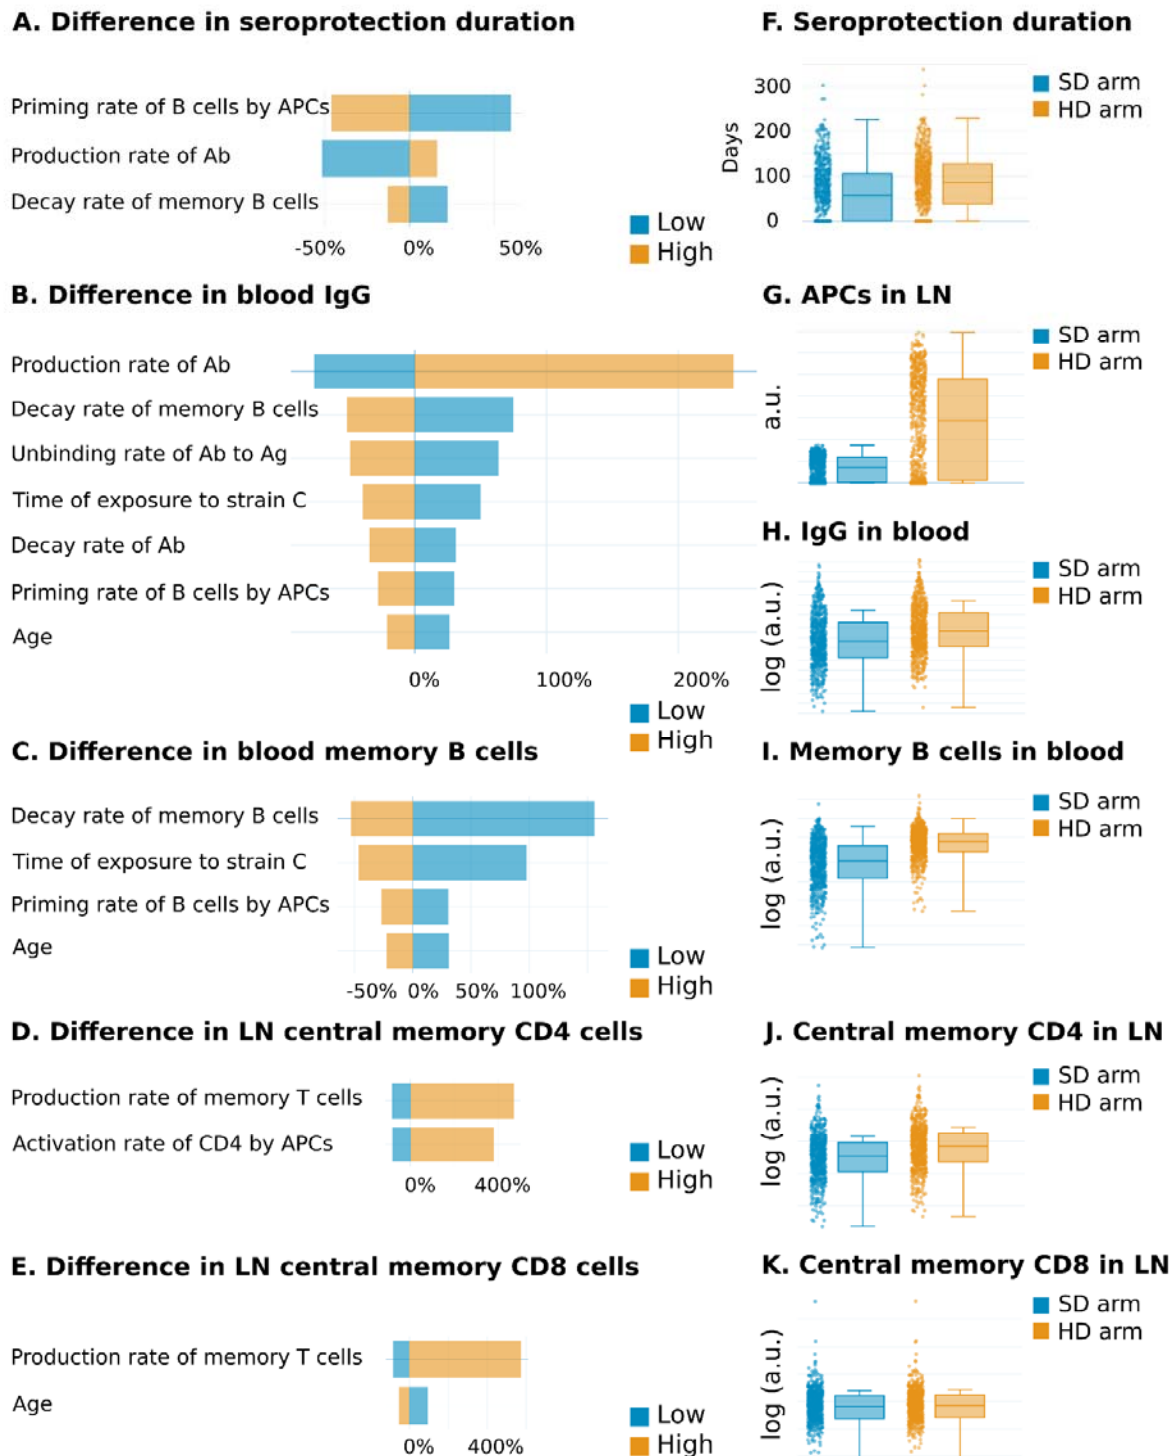 A. Difference in seroprotection duration
Priming rate of B cells by APCs
Production rate of Ab
Decay rate of memory B cells
-50% 0% 50%
Low
High
B. Difference in blood IgG
Production rate of Ab
Decay rate of memory B cells
Unbinding rate of Ab to Ag
Time of exposure to strain C
Decay rate of Ab
Priming rate of B cells by APCs
Age
0% 100% 200%
Low
High
C. Difference in blood memory B cells
Decay rate of memory B cells
Time of exposure to strain C
Priming rate of B cells by APCs
Age
-50% 0% 50% 100%
Low
High
D. Difference in LN central memory CD4 cells
Production rate of memory T cells
Activation rate of CD4 by APCs
0% 400%
Low
High
E. Difference in LN central memory CD8 cells
Production rate of memory T cells
Age
0% 400%
Low
High
F. Seroprotection duration
Days
300
200
100
0
SD arm
HD arm
G. APCs in LN
a.u.
SD arm
HD arm
H. IgG in blood
log (a.u.)
SD arm
HD arm
I. Memory B cells in blood
log (a.u.)
SD arm
HD arm
J. Central memory CD4 in LN
log (a.u.)
SD arm
HD arm
K. Central memory CD8 in LN
log (a.u.)
SD arm
HD arm